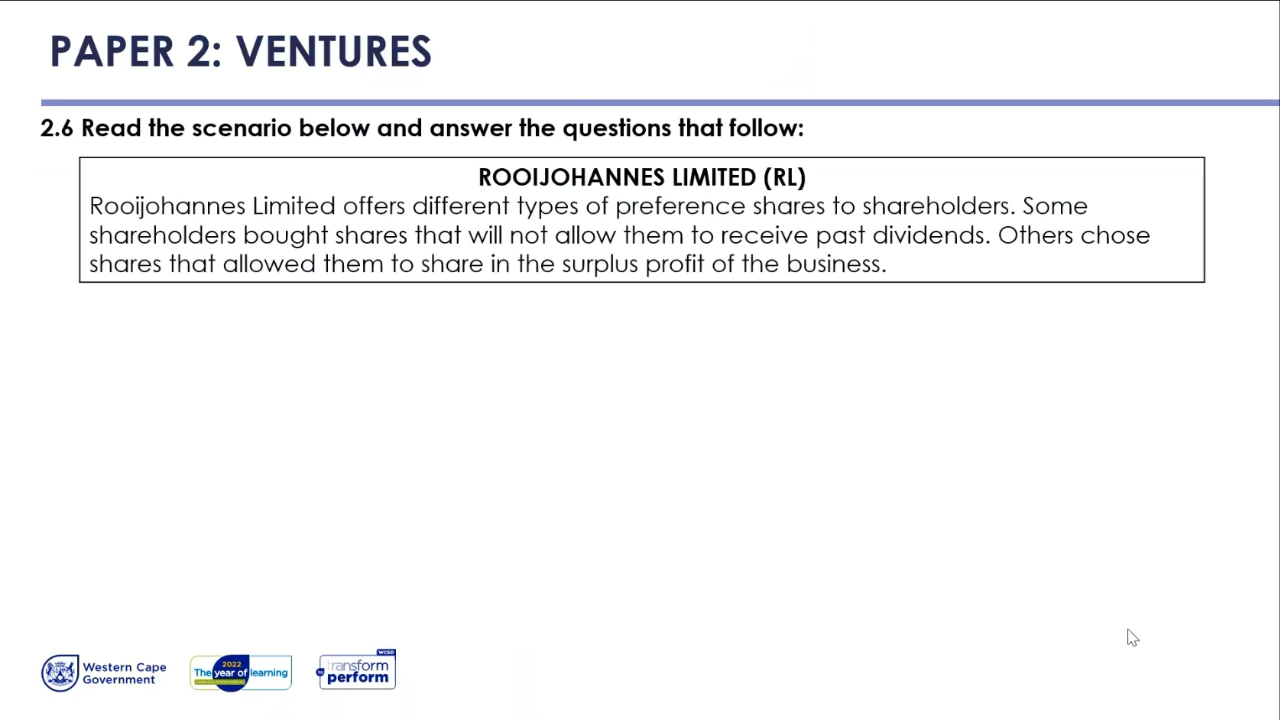 PAPER 2: VENTURES
2.6 Read the scenario below and answer the questions that follow:
ROOIJOHANNES LIMITED (RL)
Rooijohannes Limited offers different types of preference shares to shareholders. Some
shareholders bought shares that will not allow them to receive past dividends. Others chose
shares that allowed them to share in the surplus profit of the business.
Western Cape
Government
2022
The year of learning
WCED
to transform
perform